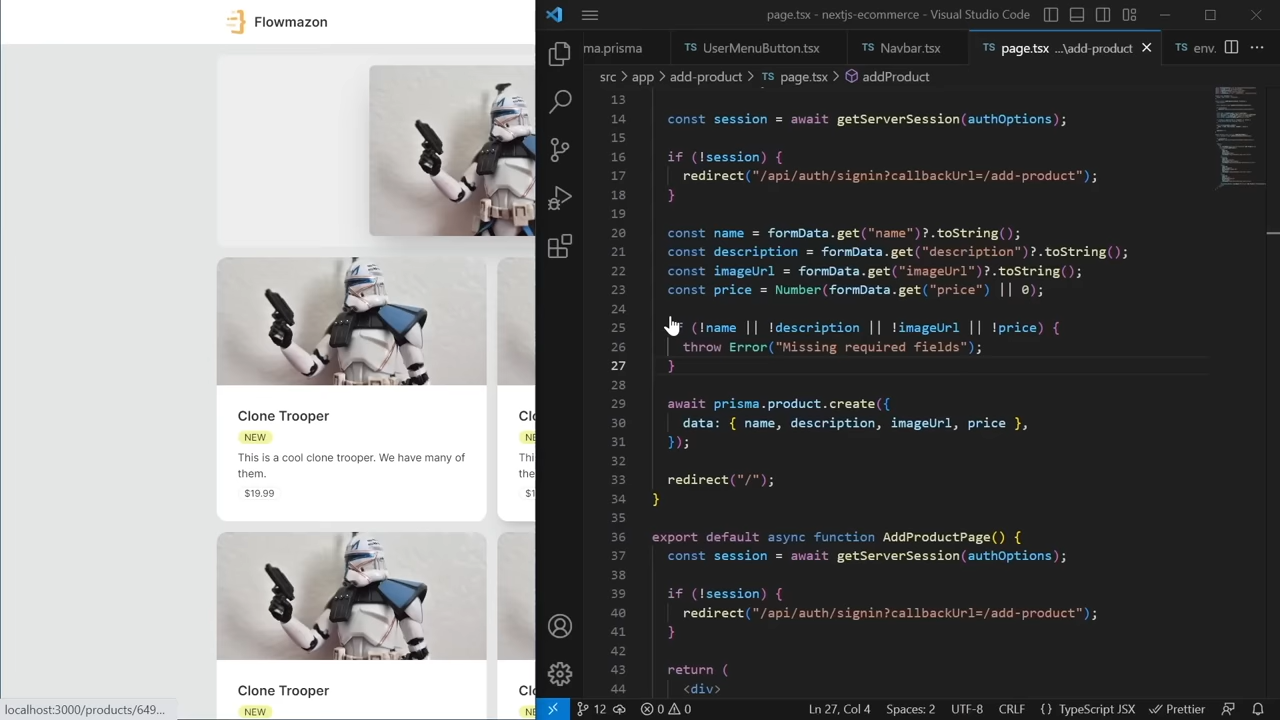 Flowmazon
Clone Trooper
NEW
This is a cool clone trooper. We have many of
them.
$19.99
Clone Trooper
NEW
localhost:3000/products/649...
page.tsx - nextjs-ecommerce - Visual Studio Code
ma.prisma
TS UserMenuButton.tsx
TS Navbar.tsx
TS page.tsx ...\add-product
TS env.
src > app > add-product > TS page.tsx > addProduct
13
14 const session = await getServerSession(authOptions);
15
16 if (!session) {
17 redirect("/api/auth/signin?callbackUrl=/add-product");
18 }
19
20 const name = formData.get("name")?.toString();
21 const description = formData.get("description")?.toString();
22 const imageUrl = formData.get("imageUrl")?.toString();
23 const price = Number(formData.get("price") || 0);
24
25 if (!name || !description || !imageUrl || !price) {
26 throw Error("Missing required fields");
27 }
28
29 await prisma.product.create({
30 data: { name, description, imageUrl, price },
31 });
32
33 redirect("/");
34 }
35
36 export default async function AddProductPage() {
37 const session = await getServerSession(authOptions);
38
39 if (!session) {
40 redirect("/api/auth/signin?callbackUrl=/add-product");
41 }
42
43 return (
44 <div>
12 0 0 Ln 27, Col 4 Spaces: 2 UTF-8 CRLF {} TypeScript JSX Prettier